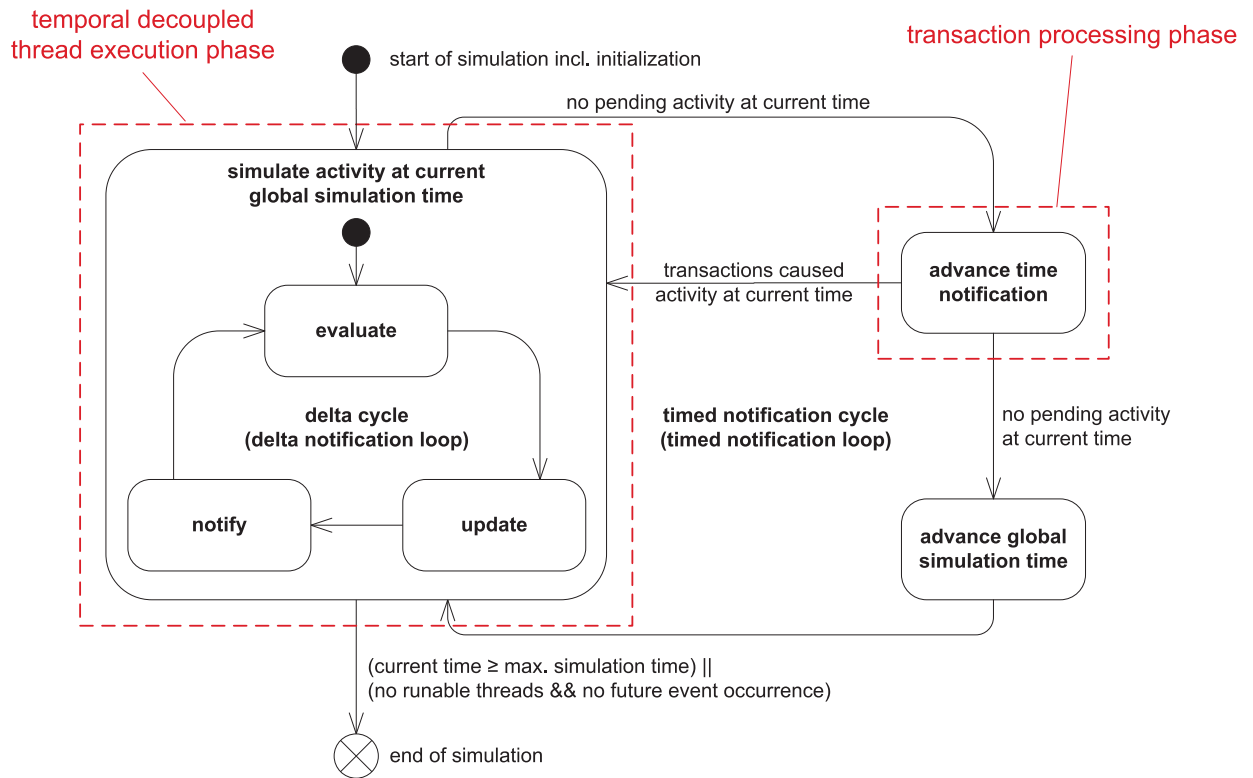 temporal decoupled
thread execution phase
transaction processing phase
start of simulation incl. initialization
no pending activity at current time
simulate activity at current
global simulation time
transactions caused
activity at current time
advance time
notification
evaluate
delta cycle
(delta notification loop)
timed notification cycle
(timed notification loop)
no pending activity
at current time
notify
update
advance global
simulation time
(current time ≥ max. simulation time) ||
(no runable threads && no future event occurrence)
end of simulation